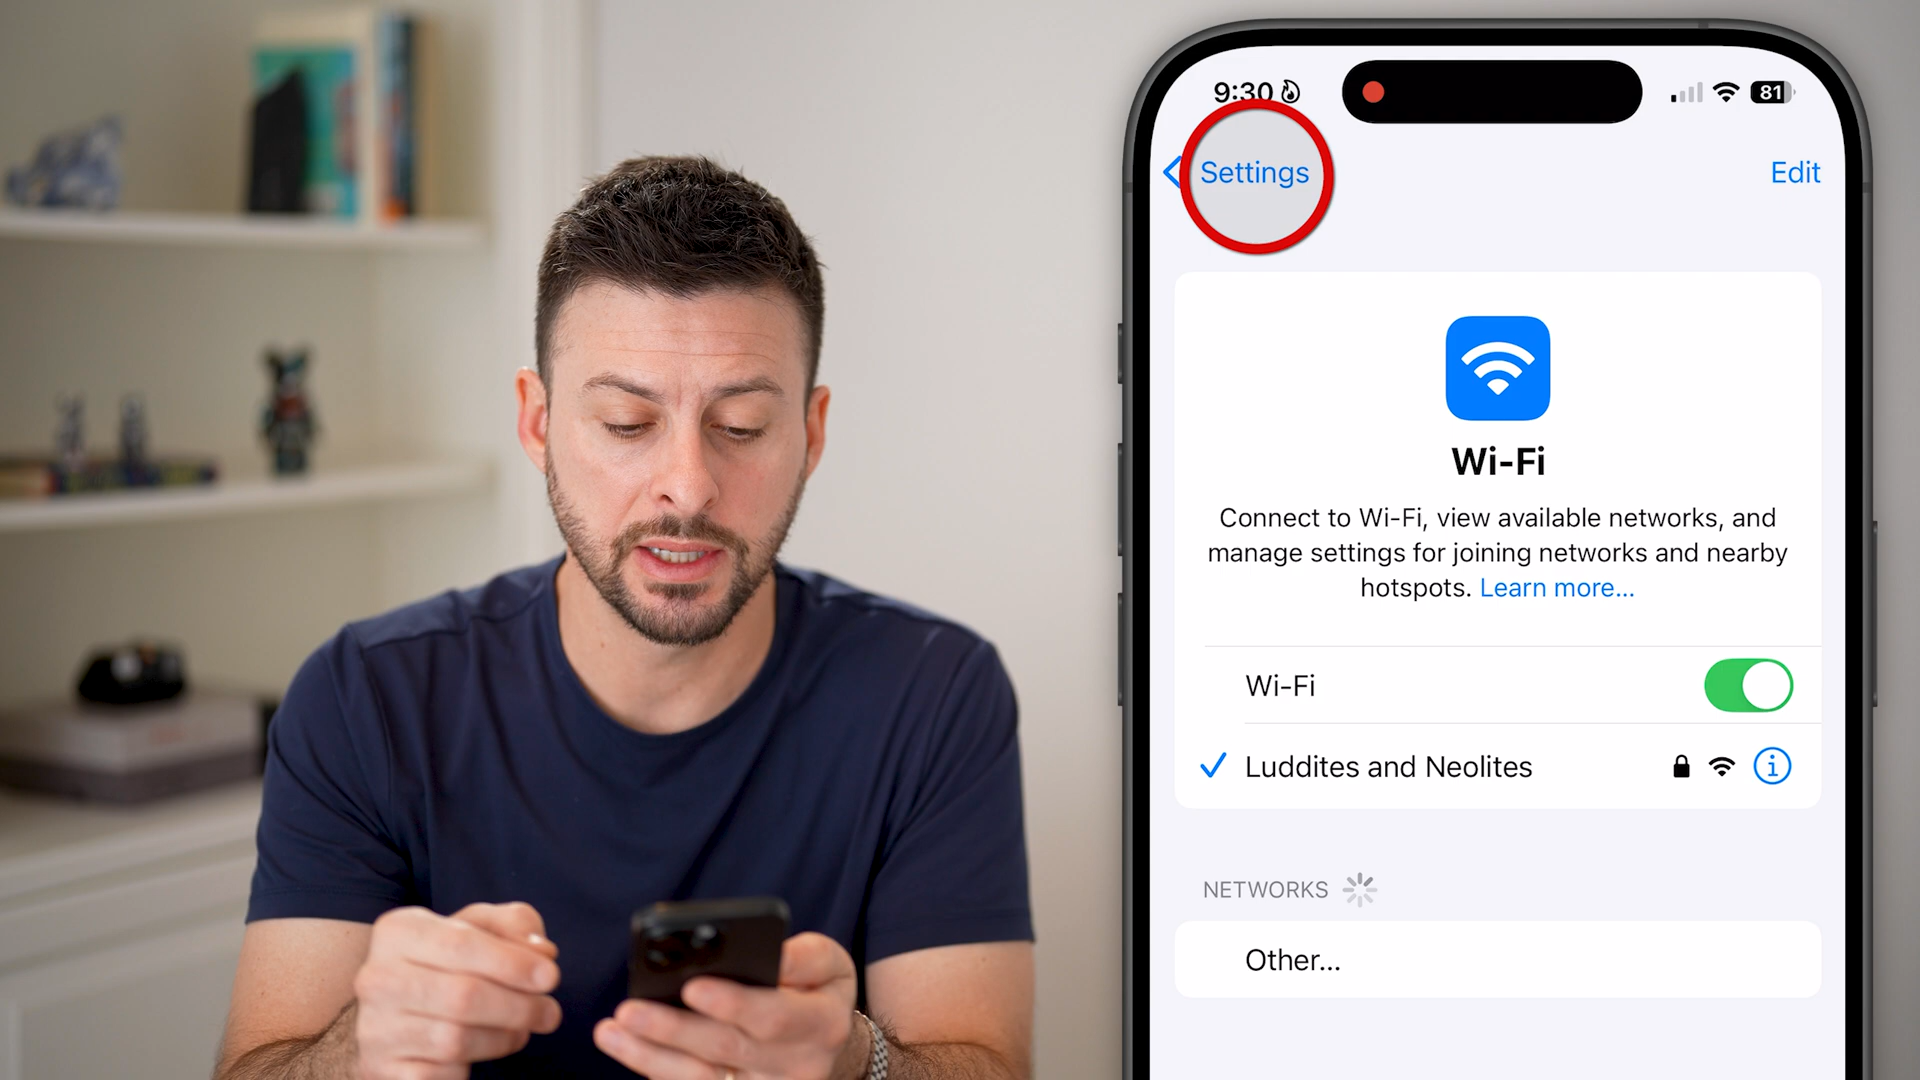 9:30
81
Settings
Edit
Wi-Fi
Connect to Wi-Fi, view available networks, and
manage settings for joining networks and nearby
hotspots. Learn more...
Wi-Fi
Luddites and Neolites
NETWORKS
Other...